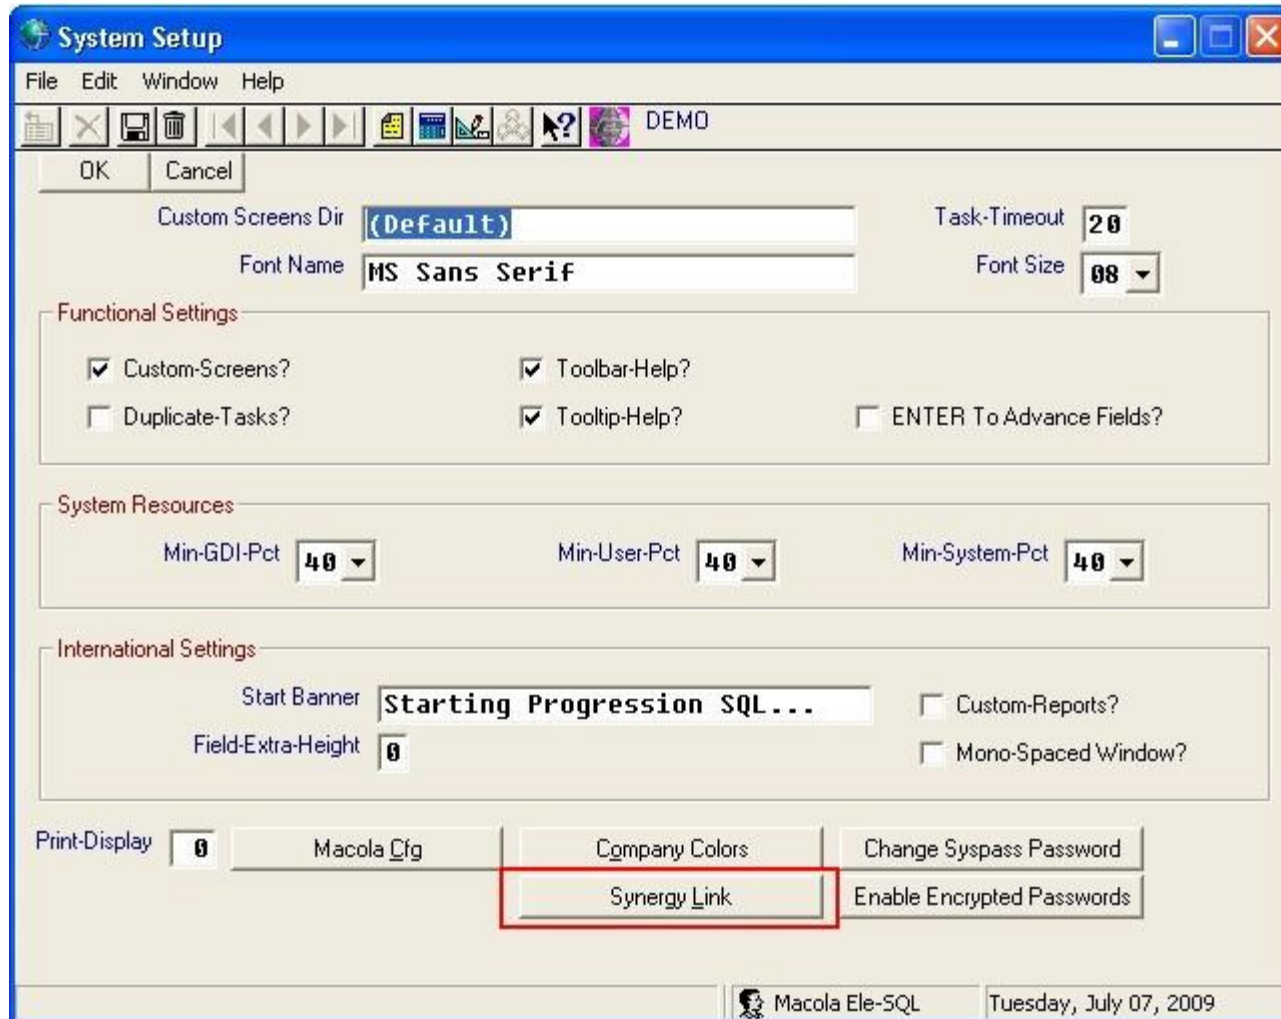 System Setup
File Edit Window Help
DEMO
OK Cancel
Custom Screens Dir (Default) Task-Timeout 20
Font Name MS Sans Serif Font Size 08
Functional Settings
Custom-Screens? Toolbar-Help?
Duplicate-Tasks? Tooltip-Help? ENTER To Advance Fields?
System Resources
Min-GDI-Pct 40 Min-User-Pct 40 Min-System-Pct 40
International Settings
Start Banner Starting Progression SQL... Custom-Reports?
Field-Extra-Height 0 Mono-Spaced Window?
Print-Display 0 Macola Cfg Company Colors Change Syspass Password
Synergy Link Enable Encrypted Passwords
Macola Ele-SQL Tuesday, July 07, 2009